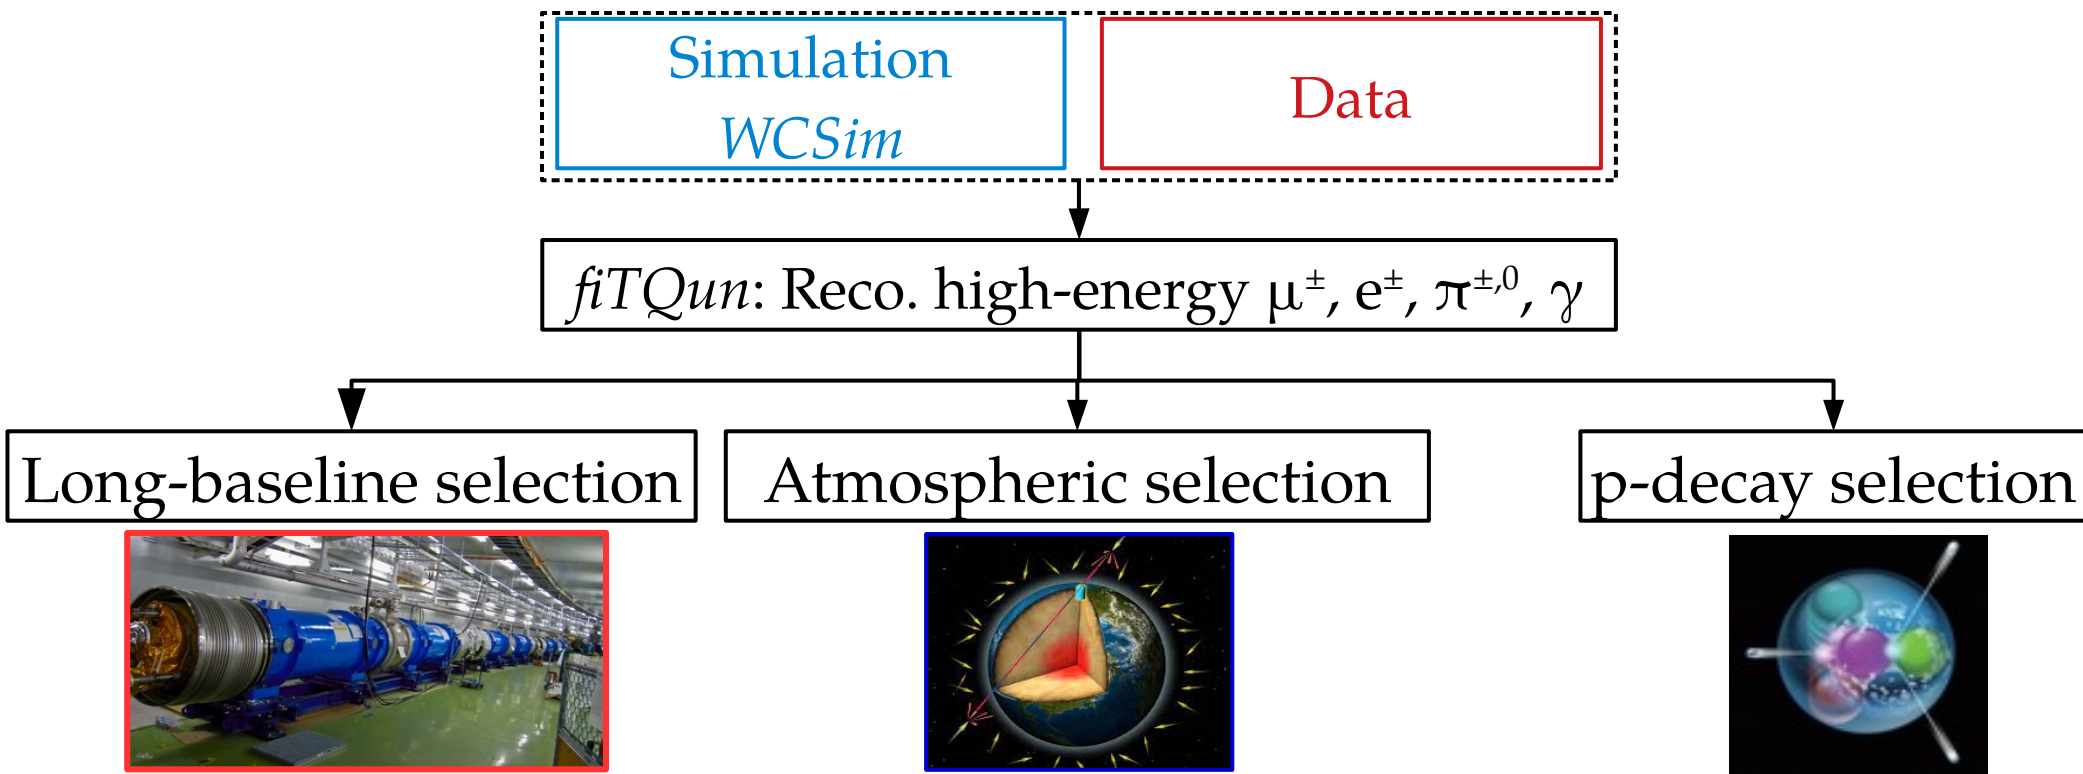 Simulation
WCSim
Data
fiTQun: Reco. high-energy μ±, e±, π±,0, γ
Long-baseline selection
Atmospheric selection
p-decay selection